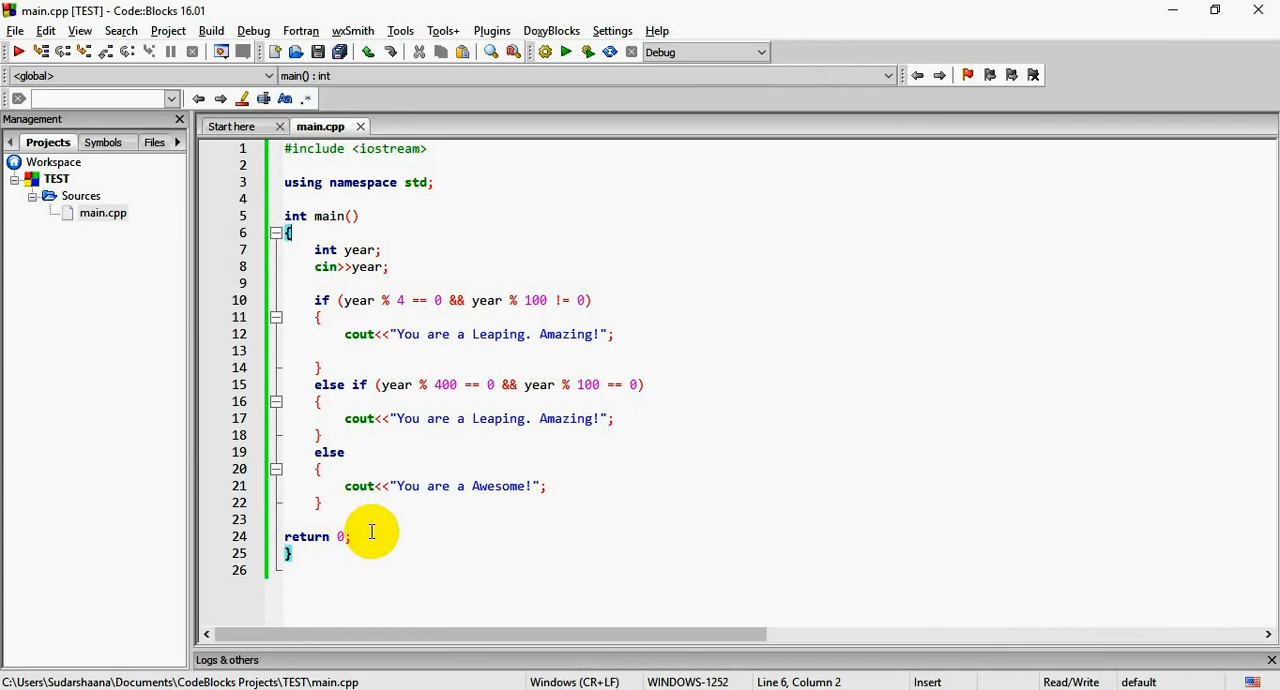 main.cpp [TEST] - Code::Blocks 16.01
File Edit View Search Project Build Debug Fortran wxSmith Tools Tools+ Plugins DoxyBlocks Settings Help
Debug
<global> main() : int
Management
Projects Symbols Files
Start here main.cpp
Workspace
TEST
Sources
main.cpp
1 #include <iostream>
2
3 using namespace std;
4
5 int main()
6 {
7 int year;
8 cin>>year;
9
10 if (year % 4 == 0 && year % 100 != 0)
11 {
12 cout<<"You are a Leaping. Amazing!";
13
14 }
15 else if (year % 400 == 0 && year % 100 == 0)
16 {
17 cout<<"You are a Leaping. Amazing!";
18 }
19 else
20 {
21 cout<<"You are a Awesome!";
22 }
23
24 return 0;
25 }
26
Logs & others
C:\Users\Sudarshaana\Documents\CodeBlocks Projects\TEST\main.cpp Windows (CR+LF) WINDOWS-1252 Line 6, Column 2 Insert Read/Write default